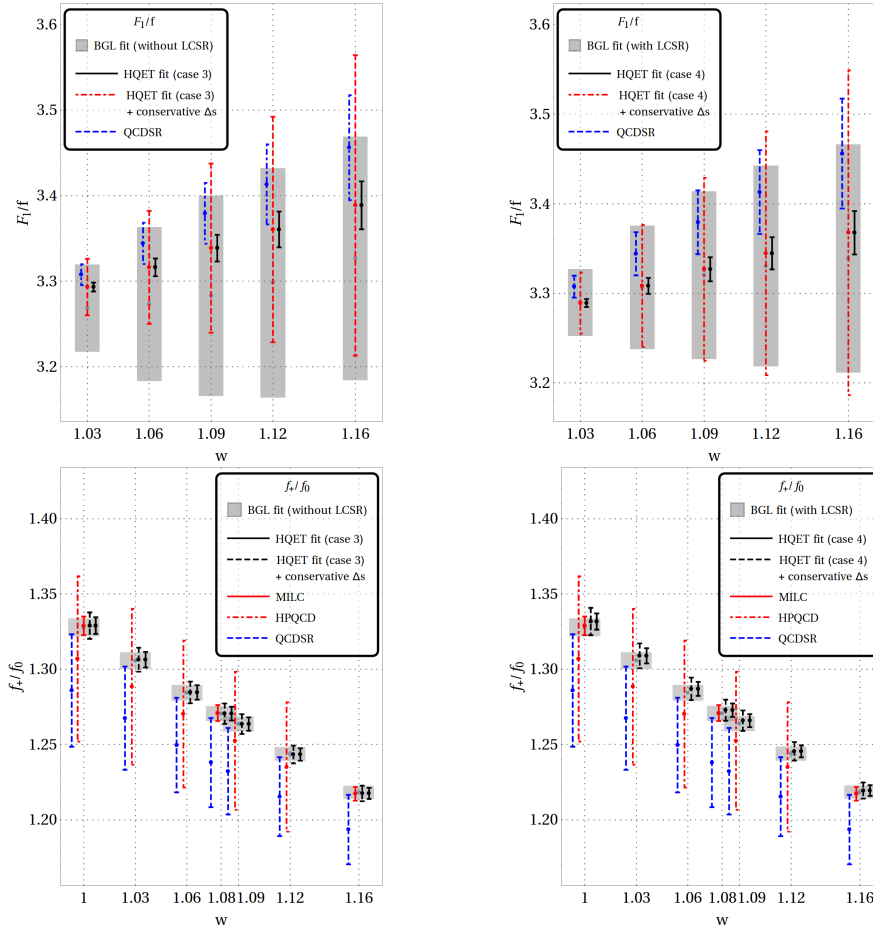 F₁/f
BGL fit (without LCSR)
HQET fit (case 3)
HQET fit (case 3)
+ conservative Δs
QCDSR
3.6
3.5
3.4
3.3
3.2
F₁/f
1.03 1.06 1.09 1.12 1.16
w
F₁/f
BGL fit (with LCSR)
HQET fit (case 4)
HQET fit (case 4)
+ conservative Δs
QCDSR
3.6
3.5
3.4
3.3
3.2
F₁/f
1.03 1.06 1.09 1.12 1.16
w
f₊/f₀
BGL fit (without LCSR)
HQET fit (case 3)
HQET fit (case 3)
+ conservative Δs
MILC
HPQCD
QCDSR
1.40
1.35
1.30
1.25
1.20
f₊/f₀
1 1.03 1.06 1.08 1.09 1.12 1.16
w
f₊/f₀
BGL fit (with LCSR)
HQET fit (case 4)
HQET fit (case 4)
+ conservative Δs
MILC
HPQCD
QCDSR
1.40
1.35
1.30
1.25
1.20
f₊/f₀
1 1.03 1.06 1.08 1.09 1.12 1.16
w